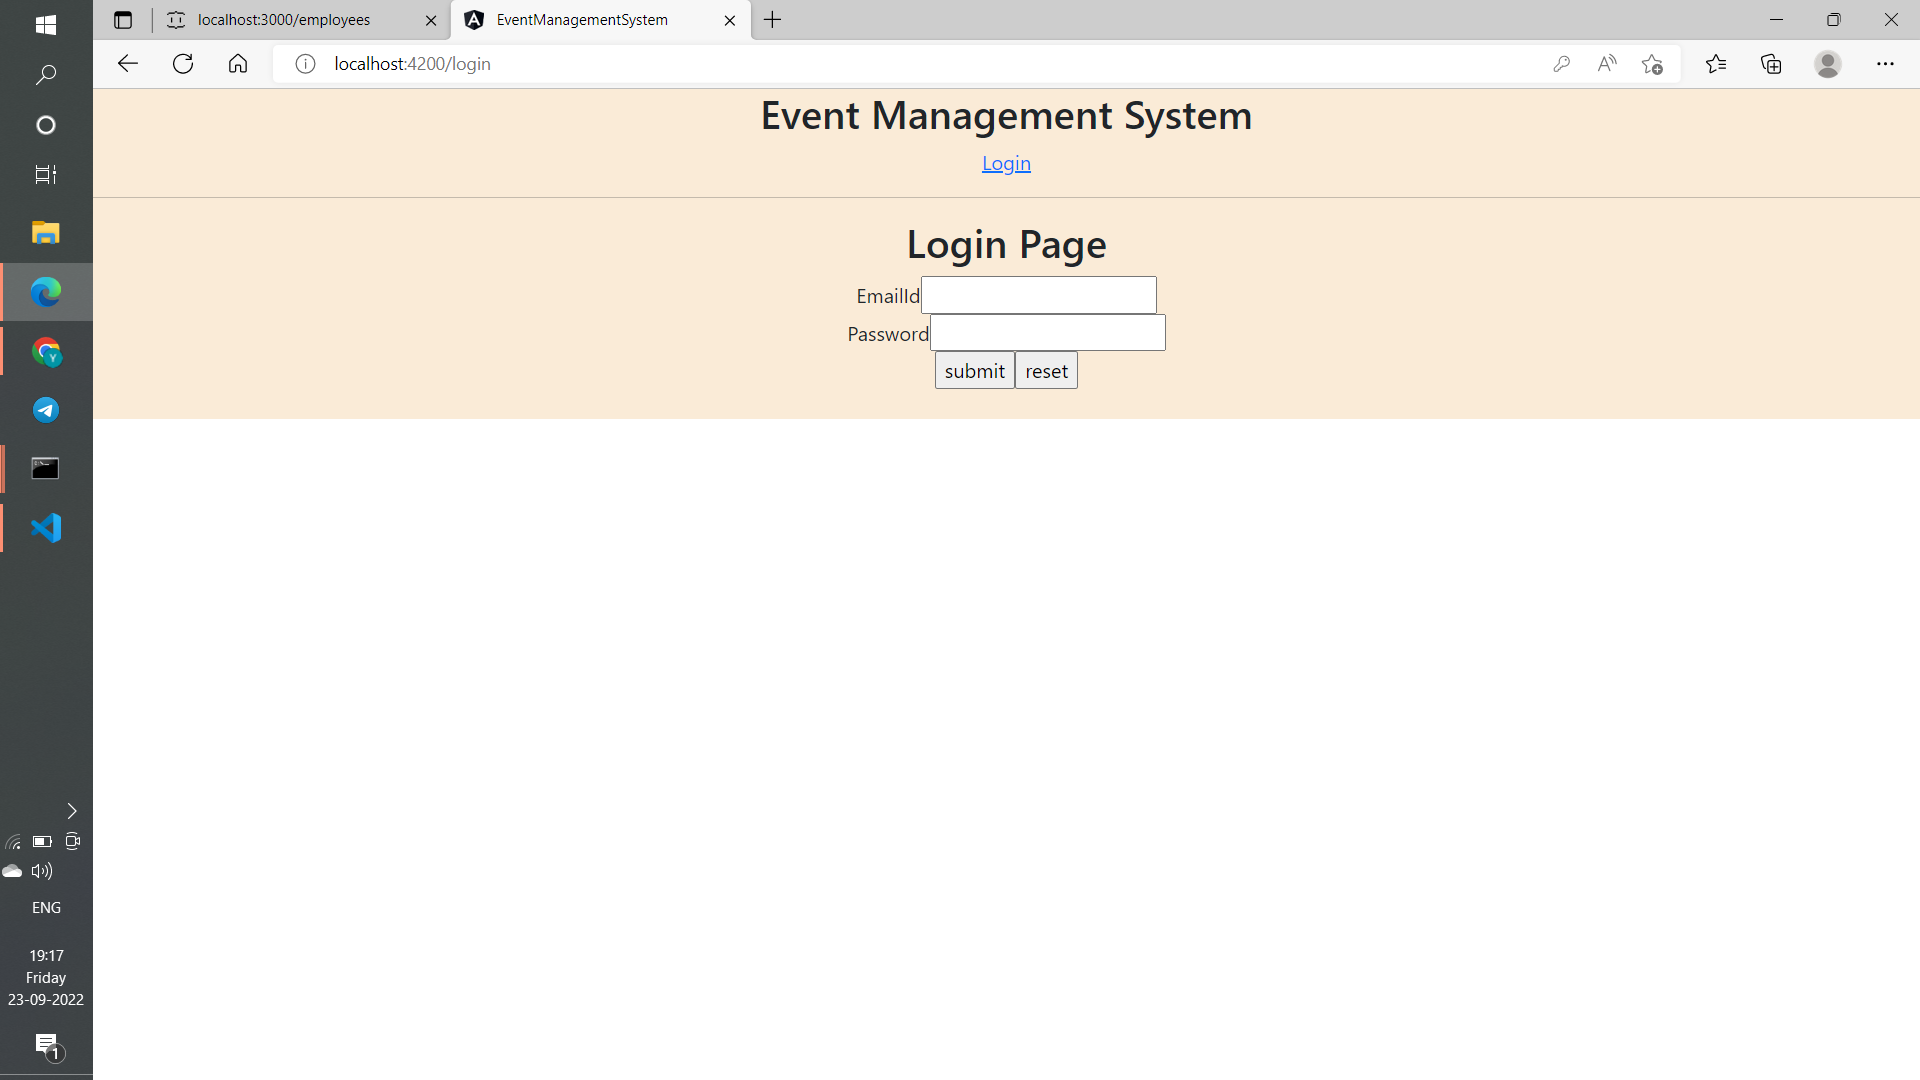 localhost:3000/employees
EventManagementSystem
localhost:4200/login
Event Management System
Login
Login Page
EmailId
Password
submit reset
Y
ENG
19:17
Friday
23-09-2022
1